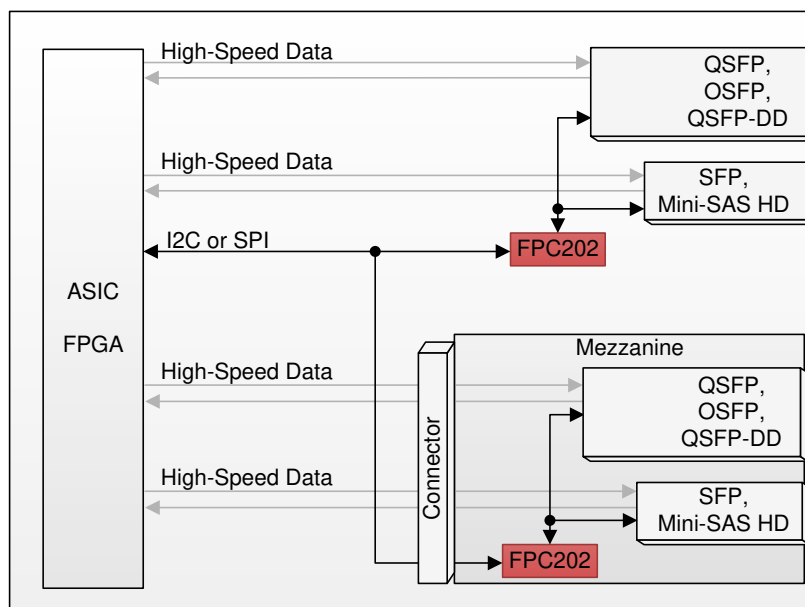 High-Speed Data
QSFP,
OSFP,
QSFP-DD
High-Speed Data
SFP,
Mini-SAS HD
I2C or SPI
FPC202
ASIC
FPGA
Mezzanine
High-Speed Data
QSFP,
OSFP,
QSFP-DD
Connector
High-Speed Data
SFP,
Mini-SAS HD
FPC202